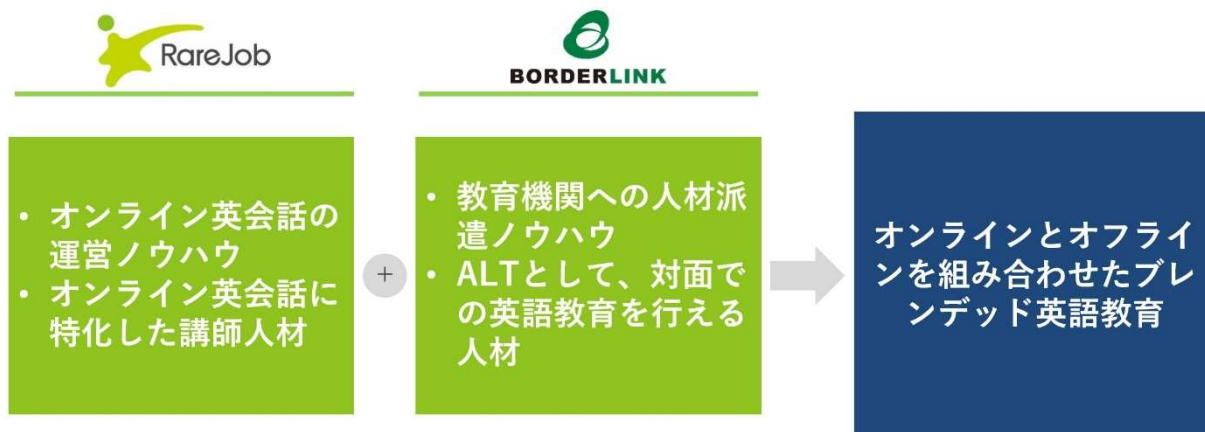 RareJob
BORDERLINK
• オンライン英会話の
運営ノウハウ
• オンライン英会話に
特化した講師人材
+
• 教育機関への人材派
遣ノウハウ
• ALTとして、対面で
の英語教育を行える
人材
オンラインとオフライ
ンを組み合わせたブレ
ンデッド英語教育